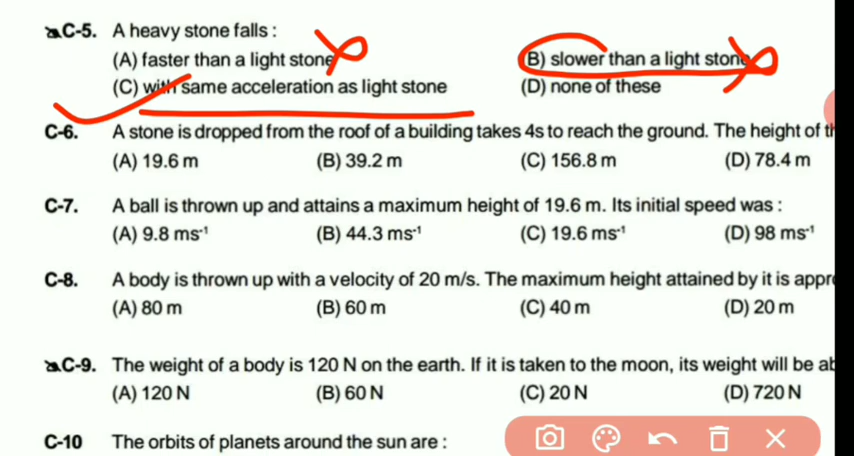 C-5. A heavy stone falls :
(A) faster than a light stone (B) slower than a light stone
(C) with same acceleration as light stone (D) none of these
C-6. A stone is dropped from the roof of a building takes 4s to reach the ground. The height of
(A) 19.6 m (B) 39.2 m (C) 156.8 m (D) 78.4 m
C-7. A ball is thrown up and attains a maximum height of 19.6 m. Its initial speed was :
(A) 9.8 ms⁻¹ (B) 44.3 ms⁻¹ (C) 19.6 ms⁻¹ (D) 98 ms⁻¹
C-8. A body is thrown up with a velocity of 20 m/s. The maximum height attained by it is
(A) 80 m (B) 60 m (C) 40 m (D) 20 m
C-9. The weight of a body is 120 N on the earth. If it is taken to the moon, its weight will be
(A) 120 N (B) 60 N (C) 20 N (D) 720 N
C-10 The orbits of planets around the sun are :